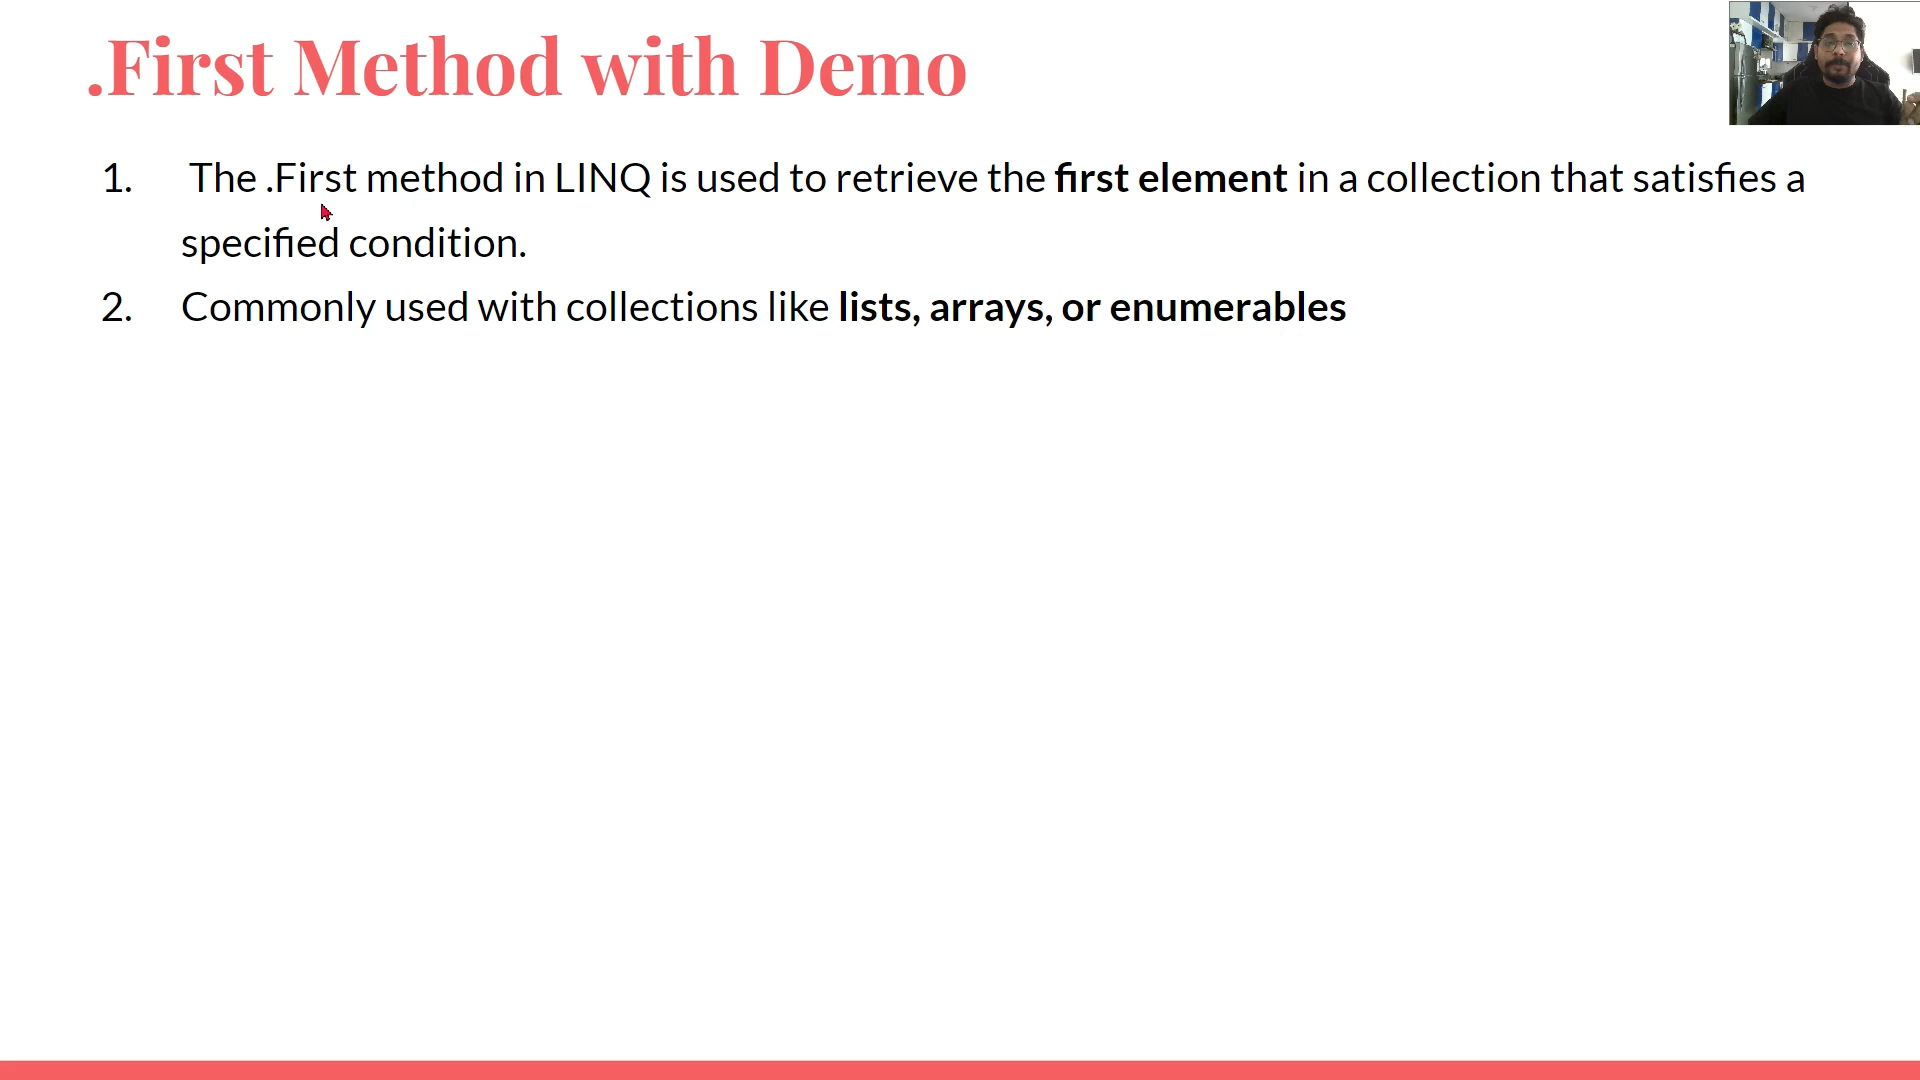 .First Method with Demo
1. The .First method in LINQ is used to retrieve the first element in a collection that satisfies a
specified condition.
2. Commonly used with collections like lists, arrays, or enumerables